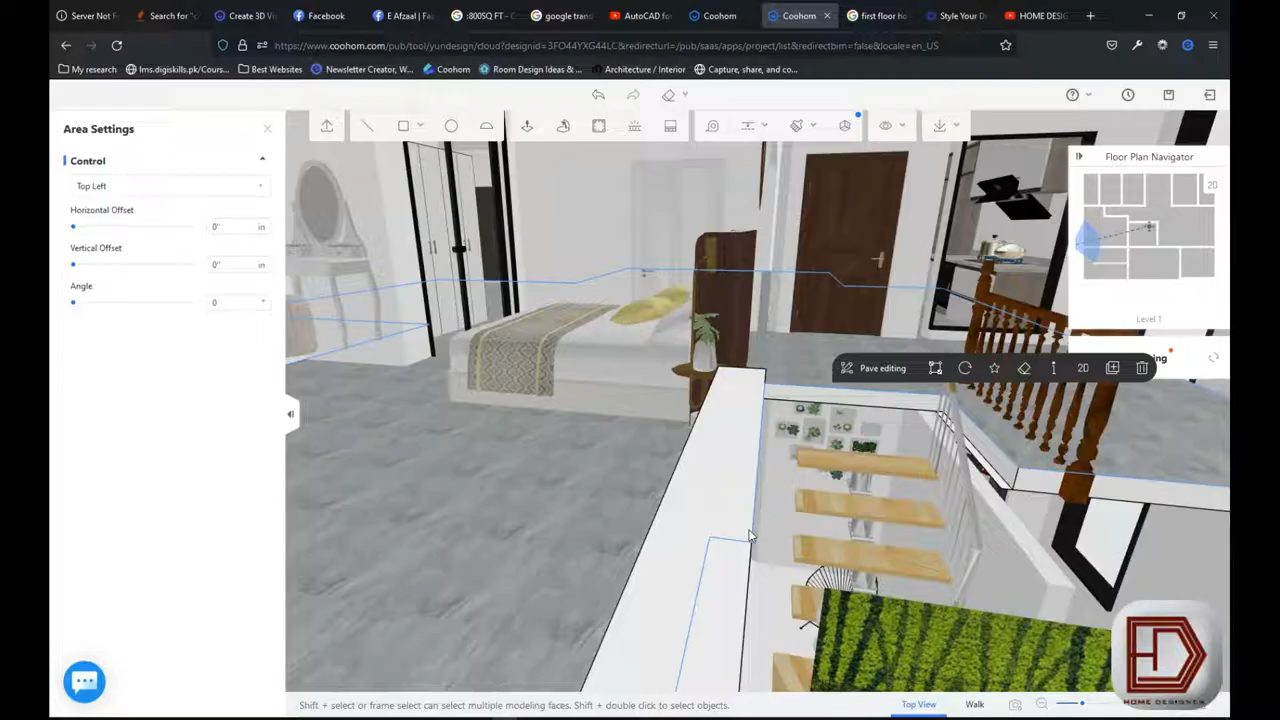 Server Not F
Search for "c
Create 3D V
Facebook
E Afzaal | Fa
:800SQ FT - C
google trans
AutoCAD fo
Coohom
Coohom
first floor ho
Style Your D
HOME DESIG
https://www.coohom.com/pub/tool/yundesign/cloud?designid=3FO44YXG44LC&redirecturl=/pub/saas/apps/project/list&redirectbim=false&locale=en_US
My research
lms.digiskills.pk/Cours...
Best Websites
Newsletter Creator, W...
Coohom
Room Design Ideas & ...
Architecture / Interior
Capture, share, and co...
Area Settings
Control
Top Left
Horizontal Offset
0" in
Vertical Offset
0" in
Angle
0 °
Floor Plan Navigator
2D
Level 1
Pave editing
2D
Shift + select or frame select can select multiple modeling faces. Shift + double click to select objects.
Top View
Walk
HOME DESIGNER